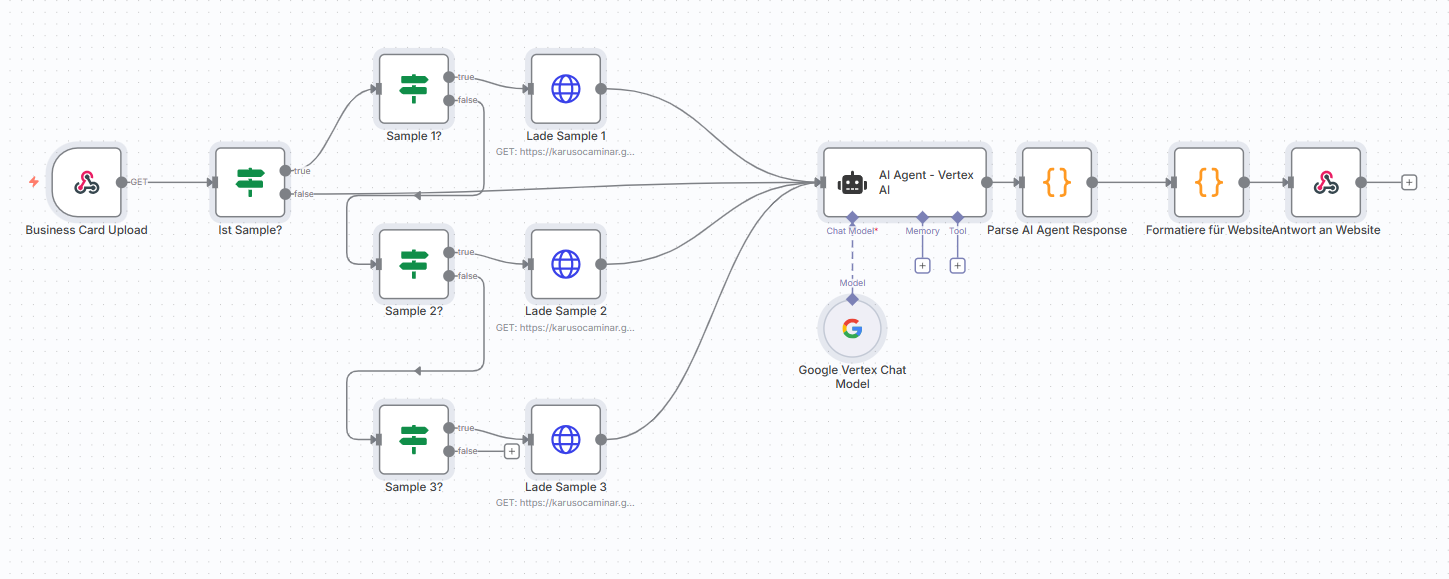 true
false
Sample 1?
Lade Sample 1
GET: https://karusocaminar.g...
GET
Business Card Upload
true
false
Ist Sample?
AI Agent - Vertex
AI
Chat Model*
Memory
Tool
Parse AI Agent Response
Formatiere für Website
Antwort an Website
true
false
Sample 2?
Lade Sample 2
GET: https://karusocaminar.g...
Model
Google Vertex Chat
Model
true
false
Sample 3?
Lade Sample 3
GET: https://karusocaminar.g...